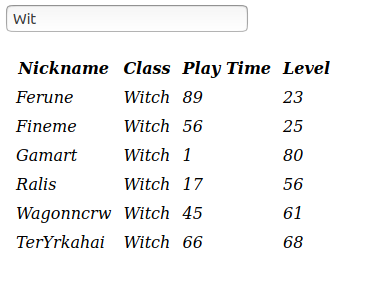 Wit
Nickname Class Play Time Level
Ferune Witch 89 23
Fineme Witch 56 25
Gamart Witch 1 80
Ralis Witch 17 56
Wagonncrw Witch 45 61
TerYrkahai Witch 66 68